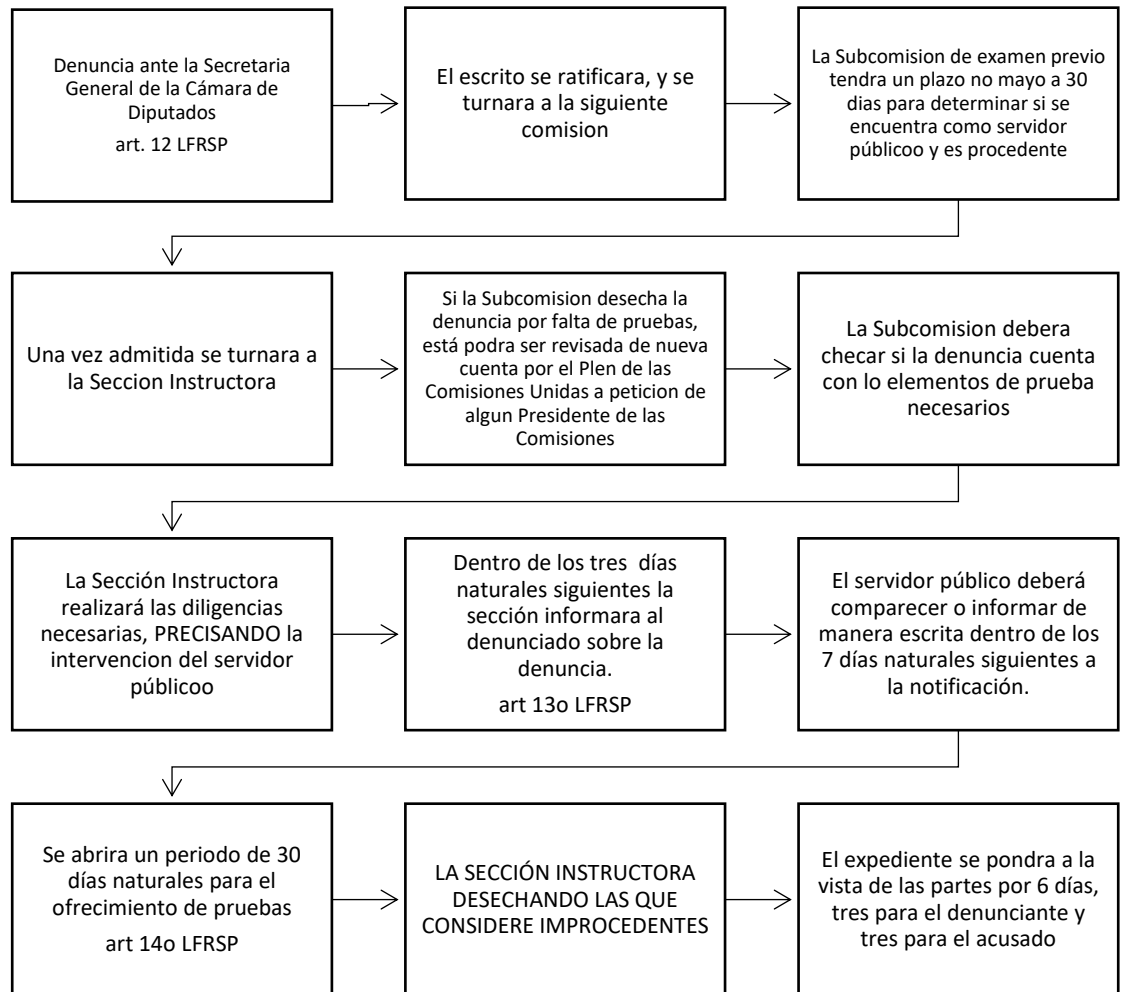 Denuncia ante la Secretaria
General de la Cámara de
Diputados
art. 12 LFRSP
El escrito se ratificara, y se
turnara a la siguiente
comision
La Subcomision de examen previo
tendra un plazo no mayo a 30
dias para determinar si se
encuentra como servidor
públicoo y es procedente
Una vez admitida se turnara a
la Seccion Instructora
Si la Subcomision desecha la
denuncia por falta de pruebas,
está podra ser revisada de nueva
cuenta por el Plen de las
Comisiones Unidas a peticion de
algun Presidente de las
Comisiones
La Subcomision debera
checar si la denuncia cuenta
con lo elementos de prueba
necesarios
La Sección Instructora
realizará las diligencias
necesarias, PRECISANDO la
intervencion del servidor
públicoo
Dentro de los tres días
naturales siguientes la
sección informara al
denunciado sobre la
denuncia.
art 13o LFRSP
El servidor público deberá
comparecer o informar de
manera escrita dentro de los
7 días naturales siguientes a
la notificación.
Se abrira un periodo de 30
días naturales para el
ofrecimiento de pruebas
art 14o LFRSP
LA SECCIÓN INSTRUCTORA
DESECHANDO LAS QUE
CONSIDERE IMPROCEDENTES
El expediente se pondra a la
vista de las partes por 6 días,
tres para el denunciante y
tres para el acusado